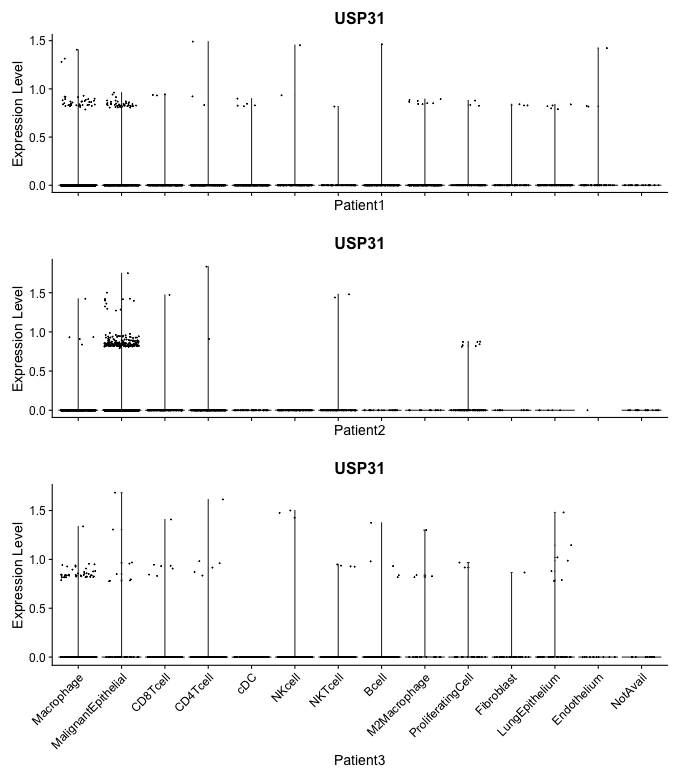 USP31
Expression Level
1.5
1.0
0.5
0.0
Patient1
USP31
Expression Level
1.5
1.0
0.5
0.0
Patient2
USP31
Expression Level
1.5
1.0
0.5
0.0
Macrophage
MalignantEpithelial
CD8Tcell
CD4Tcell
cDC
NKcell
NKTcell
Bcell
M2Macrophage
ProliferatingCell
Fibroblast
LungEpithelium
Endothelium
NotAvail
Patient3